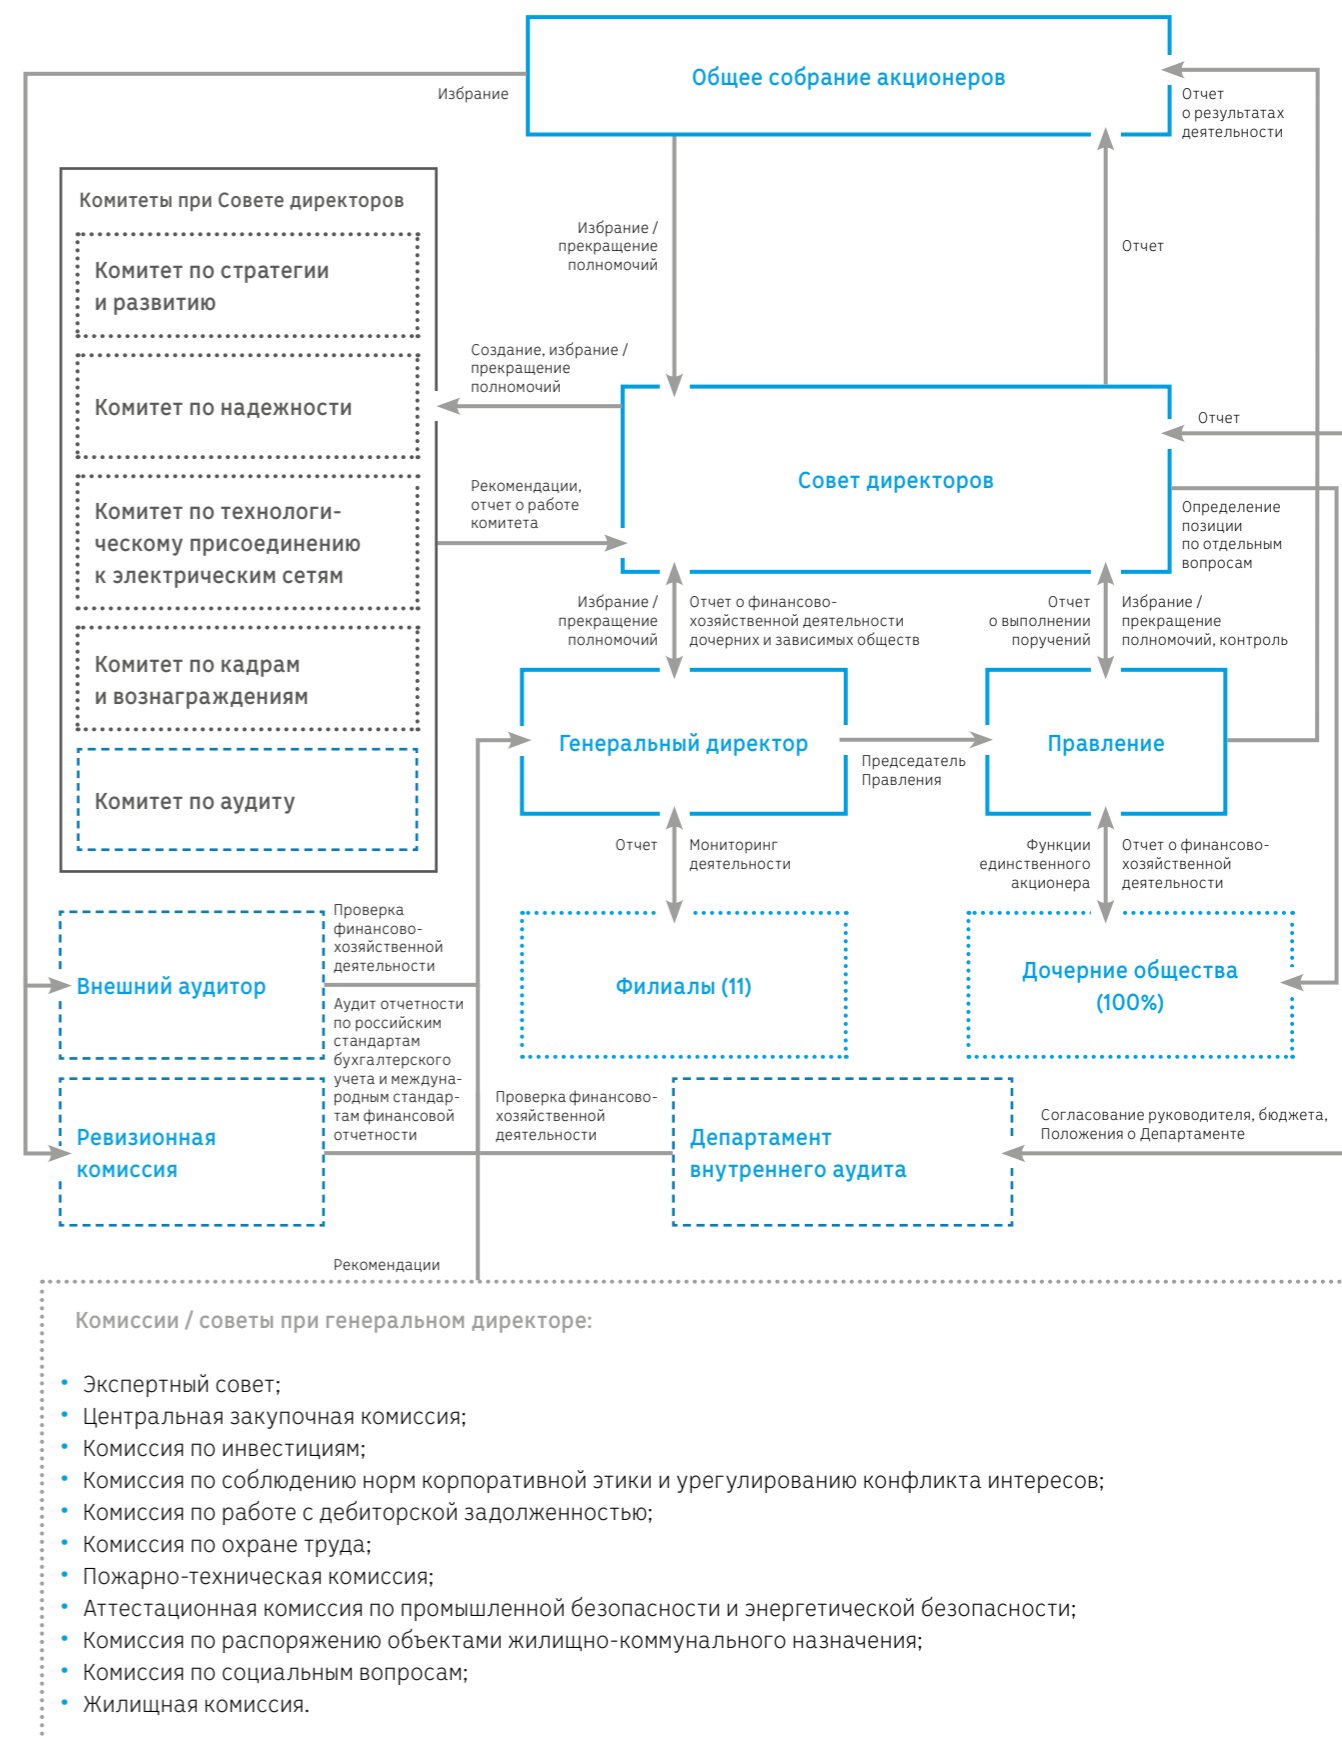 Общее собрание акционеров
Избрание
Отчет
о результатах
деятельности
Комитеты при Совете директоров
Комитет по стратегии
и развитию
Комитет по надежности
Комитет по технологи-
ческому присоединению
к электрическим сетям
Комитет по кадрам
и вознаграждениям
Комитет по аудиту
Избрание /
прекращение
полномочий
Отчет
Создание, избрание /
прекращение
полномочий
Рекомендации,
отчет о работе
комитета
Совет директоров
Отчет
Определение
позиции
по отдельным
вопросам
Избрание /
прекращение
полномочий
Отчет о финансово-
хозяйственной деятельности
дочерних и зависимых обществ
Отчет
о выполнении
поручений
Избрание /
прекращение
полномочий, контроль
Генеральный директор
Председатель
Правления
Правление
Отчет
Мониторинг
деятельности
Функции
единственного
акционера
Отчет о финансово-
хозяйственной
деятельности
Внешний аудитор
Проверка
финансово-
хозяйственной
деятельности
Филиалы (11)
Дочерние общества
(100%)
Аудит отчетности
по российским
стандартам
бухгалтерского
учета и междуна-
родным стандар-
там финансовой
отчетности
Ревизионная
комиссия
Проверка финансово-
хозяйственной
деятельности
Департамент
внутреннего аудита
Согласование руководителя, бюджета,
Положения о Департаменте
Рекомендации
Комиссии / советы при генеральном директоре:
• Экспертный совет;
• Центральная закупочная комиссия;
• Комиссия по инвестициям;
• Комиссия по соблюдению норм корпоративной этики и урегулированию конфликта интересов;
• Комиссия по работе с дебиторской задолженностью;
• Комиссия по охране труда;
• Пожарно-техническая комиссия;
• Аттестационная комиссия по промышленной безопасности и энергетической безопасности;
• Комиссия по распоряжению объектами жилищно-коммунального назначения;
• Комиссия по социальным вопросам;
• Жилищная комиссия.